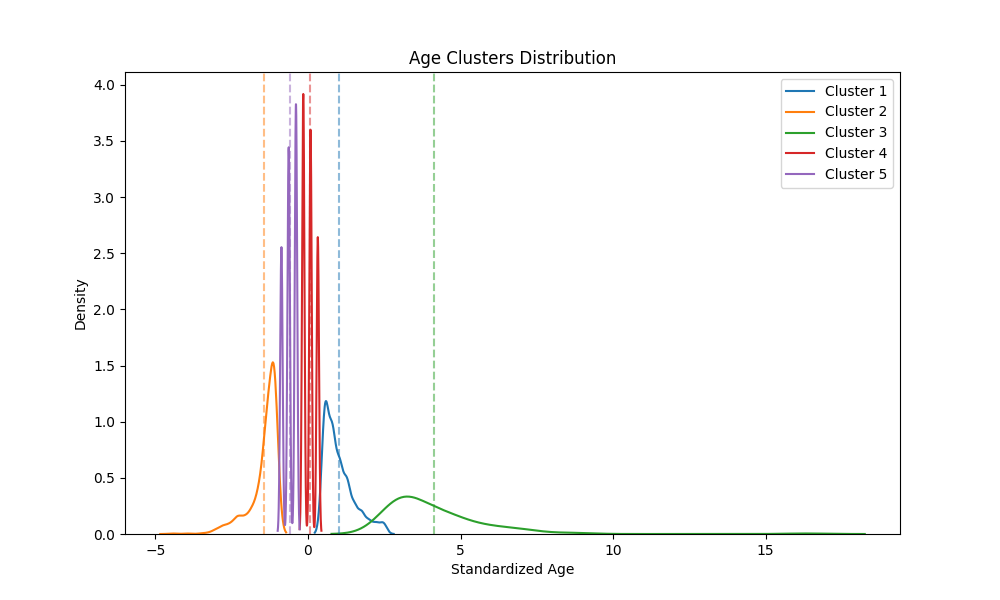 Age Clusters Distribution
Density
4.0
3.5
3.0
2.5
2.0
1.5
1.0
0.5
0.0
Cluster 1
Cluster 2
Cluster 3
Cluster 4
Cluster 5
−5
0
5
10
15
Standardized Age